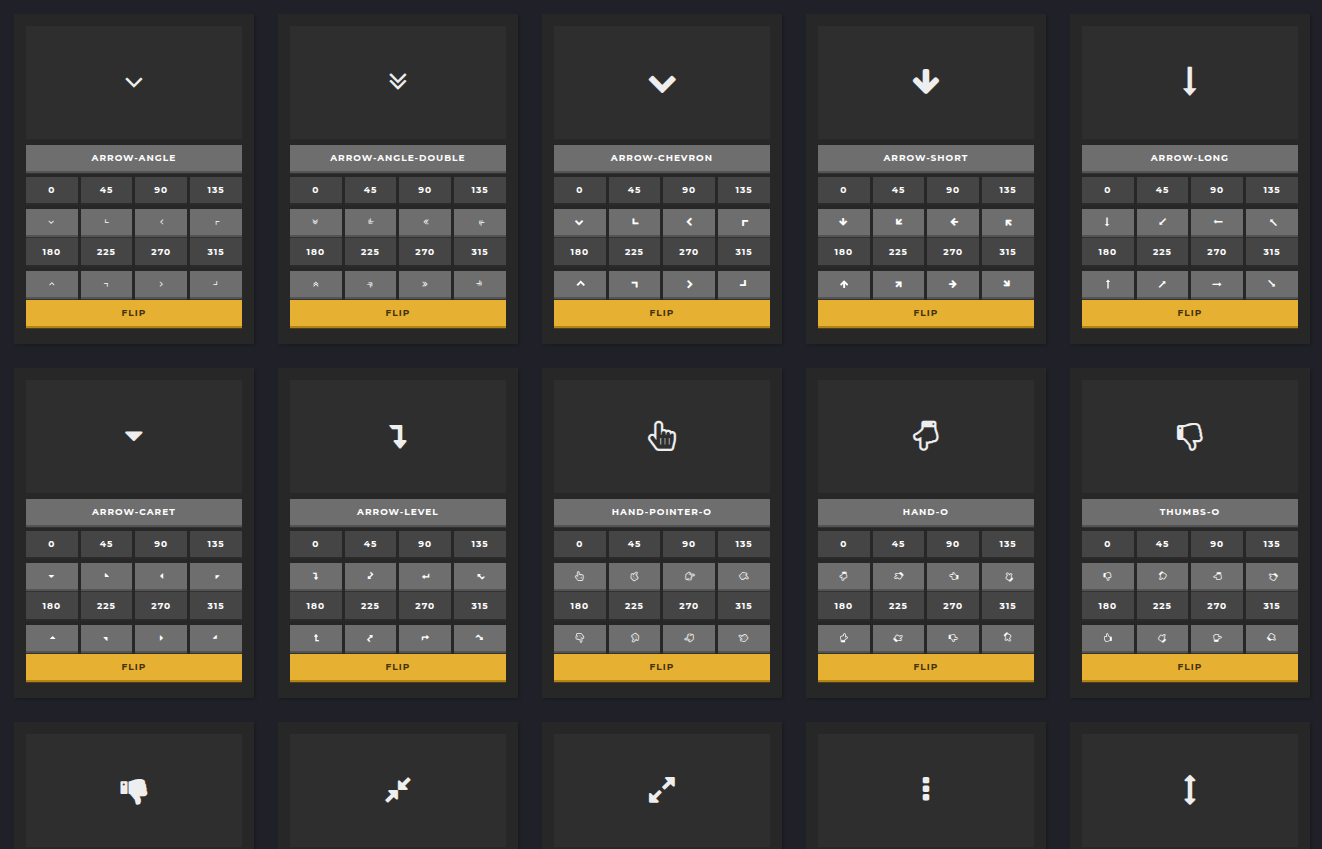 ARROW-ANGLE
0 45 90 135
180 225 270 315
FLIP
ARROW-ANGLE-DOUBLE
0 45 90 135
180 225 270 315
FLIP
ARROW-CHEVRON
0 45 90 135
180 225 270 315
FLIP
ARROW-SHORT
0 45 90 135
180 225 270 315
FLIP
ARROW-LONG
0 45 90 135
180 225 270 315
FLIP
ARROW-CARET
0 45 90 135
180 225 270 315
FLIP
ARROW-LEVEL
0 45 90 135
180 225 270 315
FLIP
HAND-POINTER-O
0 45 90 135
180 225 270 315
FLIP
HAND-O
0 45 90 135
180 225 270 315
FLIP
THUMBS-O
0 45 90 135
180 225 270 315
FLIP